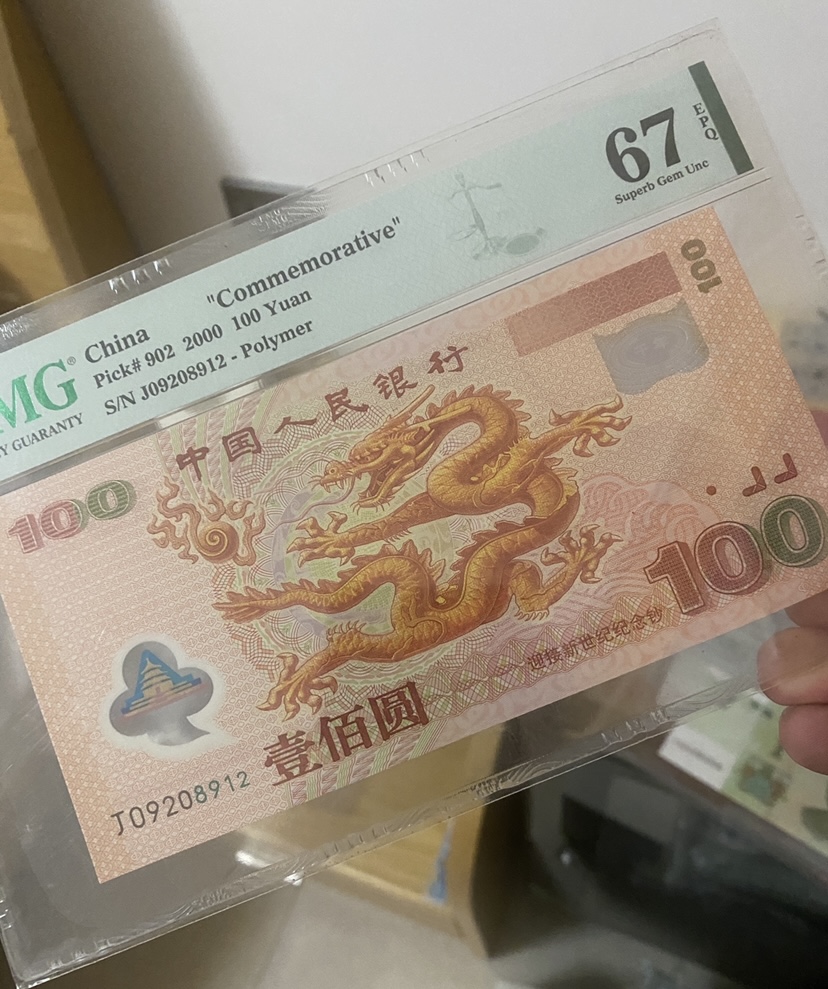 67
EPQ
Superb Gem Unc
"Commemorative"
MG®
Y GUARANTY
China
Pick# 902 2000 100 Yuan
S/N J09208912 - Polymer
中国人民银行
100
100
100
迎接新世纪纪念钞
壹佰圆
J09208912